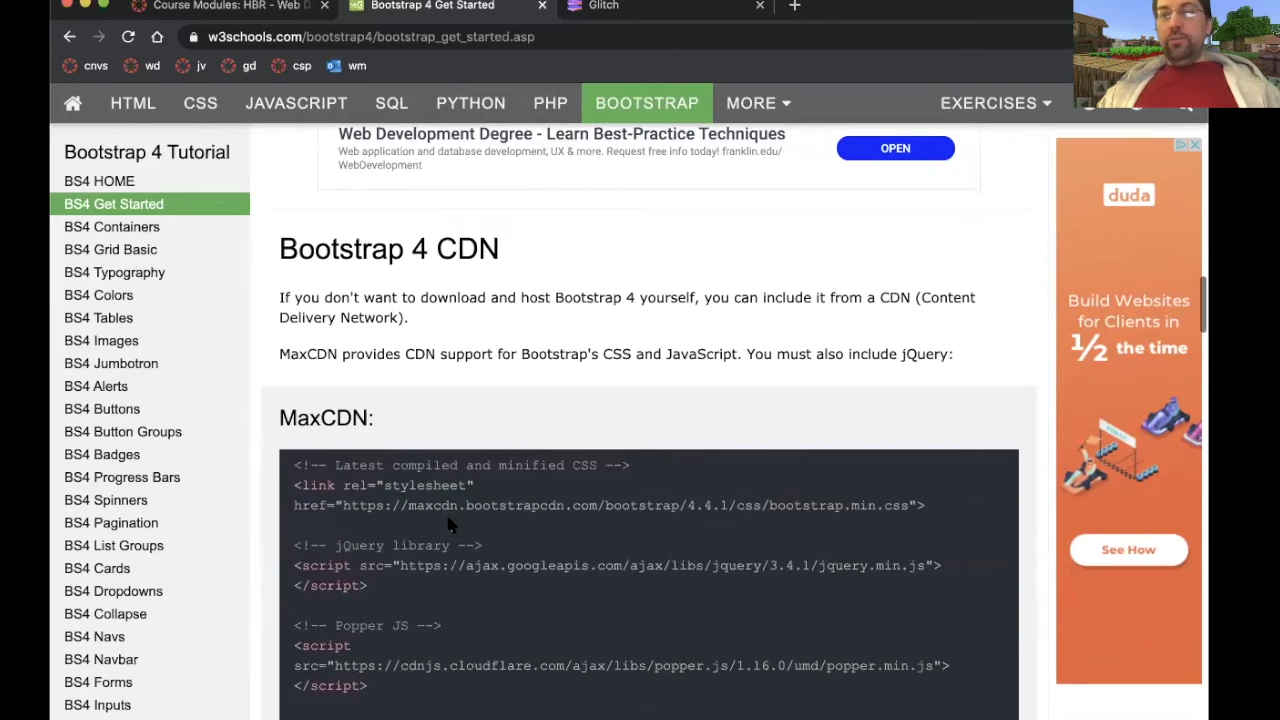 Course Modules: HBR - Web D
Bootstrap 4 Get Started
Glitch
w3schools.com/bootstrap4/bootstrap_get_started.asp
cnvs wd jv gd csp wm
HTML CSS JAVASCRIPT SQL PYTHON PHP BOOTSTRAP MORE EXERCISES
Bootstrap 4 Tutorial
BS4 HOME
BS4 Get Started
BS4 Containers
BS4 Grid Basic
BS4 Typography
BS4 Colors
BS4 Tables
BS4 Images
BS4 Jumbotron
BS4 Alerts
BS4 Buttons
BS4 Button Groups
BS4 Badges
BS4 Progress Bars
BS4 Spinners
BS4 Pagination
BS4 List Groups
BS4 Cards
BS4 Dropdowns
BS4 Collapse
BS4 Navs
BS4 Navbar
BS4 Forms
BS4 Inputs
Web Development Degree - Learn Best-Practice Techniques
Web application and database development, UX & more. Request free info today! franklin.edu/
WebDevelopment
OPEN
Bootstrap 4 CDN
If you don't want to download and host Bootstrap 4 yourself, you can include it from a CDN (Content
Delivery Network).
MaxCDN provides CDN support for Bootstrap's CSS and JavaScript. You must also include jQuery:
MaxCDN:
<!-- Latest compiled and minified CSS -->
<link rel="stylesheet"
href="https://maxcdn.bootstrapcdn.com/bootstrap/4.4.1/css/bootstrap.min.css">
<!-- jQuery library -->
<script src="https://ajax.googleapis.com/ajax/libs/jquery/3.4.1/jquery.min.js">
</script>
<!-- Popper JS -->
<script
src="https://cdnjs.cloudflare.com/ajax/libs/popper.js/1.16.0/umd/popper.min.js">
</script>
duda
Build Websites
for Clients in
½ the time
See How